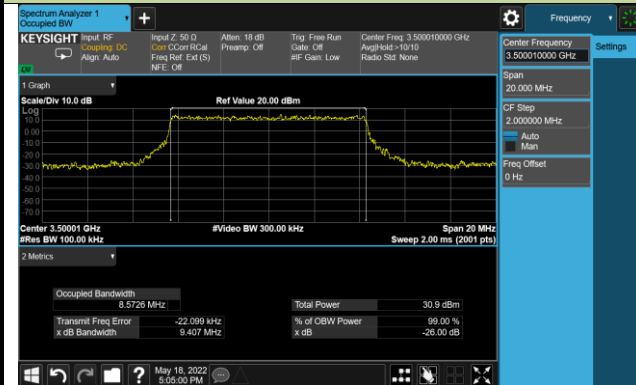 Spectrum Analyzer 1
Occupied BW
+
Frequency
KEYSIGHT
Input: RF
Coupling: DC
Align: Auto
Input Z: 50 Ω
Corr CCorr RCal
Freq Ref: Ext (S)
NFE: Off
Atten: 18 dB
Preamp: Off
Trig: Free Run
Gate: Off
#IF Gain: Low
Center Freq: 3.500010000 GHz
Avg|Hold:>10/10
Radio Std: None
Center Frequency
3.500010000 GHz
Settings
Span
20.000 MHz
CF Step
2.000000 MHz
Auto
Man
Freq Offset
0 Hz
1 Graph
Scale/Div 10.0 dB
Ref Value 20.00 dBm
Log
10.0
0.00
-10.0
-20.0
-30.0
-40.0
-50.0
-60.0
-70.0
Center 3.50001 GHz
#Video BW 300.00 kHz
Span 20 MHz
#Res BW 100.00 kHz
Sweep 2.00 ms (2001 pts)
2 Metrics
Occupied Bandwidth
8.5726 MHz
Total Power
30.9 dBm
Transmit Freq Error
-22.099 kHz
% of OBW Power
99.00 %
x dB Bandwidth
9.407 MHz
x dB
-26.00 dB
?
May 18, 2022
5:05:00 PM